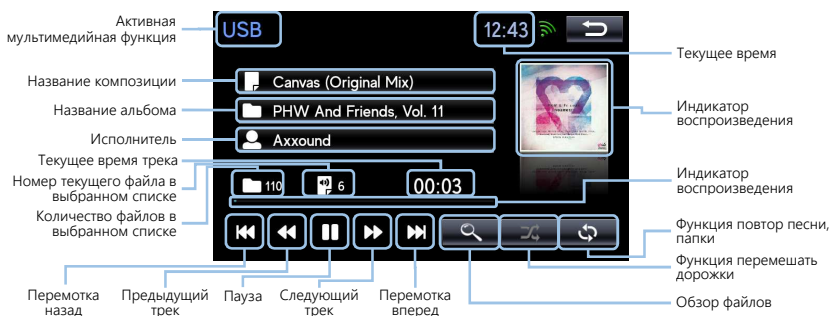 Активная
мультимедийная функция
USB
12:43
Текущее время
Название композиции
Canvas (Original Mix)
Название альбома
PHW And Friends, Vol. 11
Индикатор
воспроизведения
Исполнитель
Axxound
Текущее время трека
Номер текущего файла в
выбранном списке
110
6
00:03
Индикатор
воспроизведения
Количество файлов в
выбранном списке
Функция повтор песни,
папки
Функция перемешать
дорожки
Обзор файлов
Перемотка
назад
Предыдущий
трек
Пауза
Следующий
трек
Перемотка
вперед